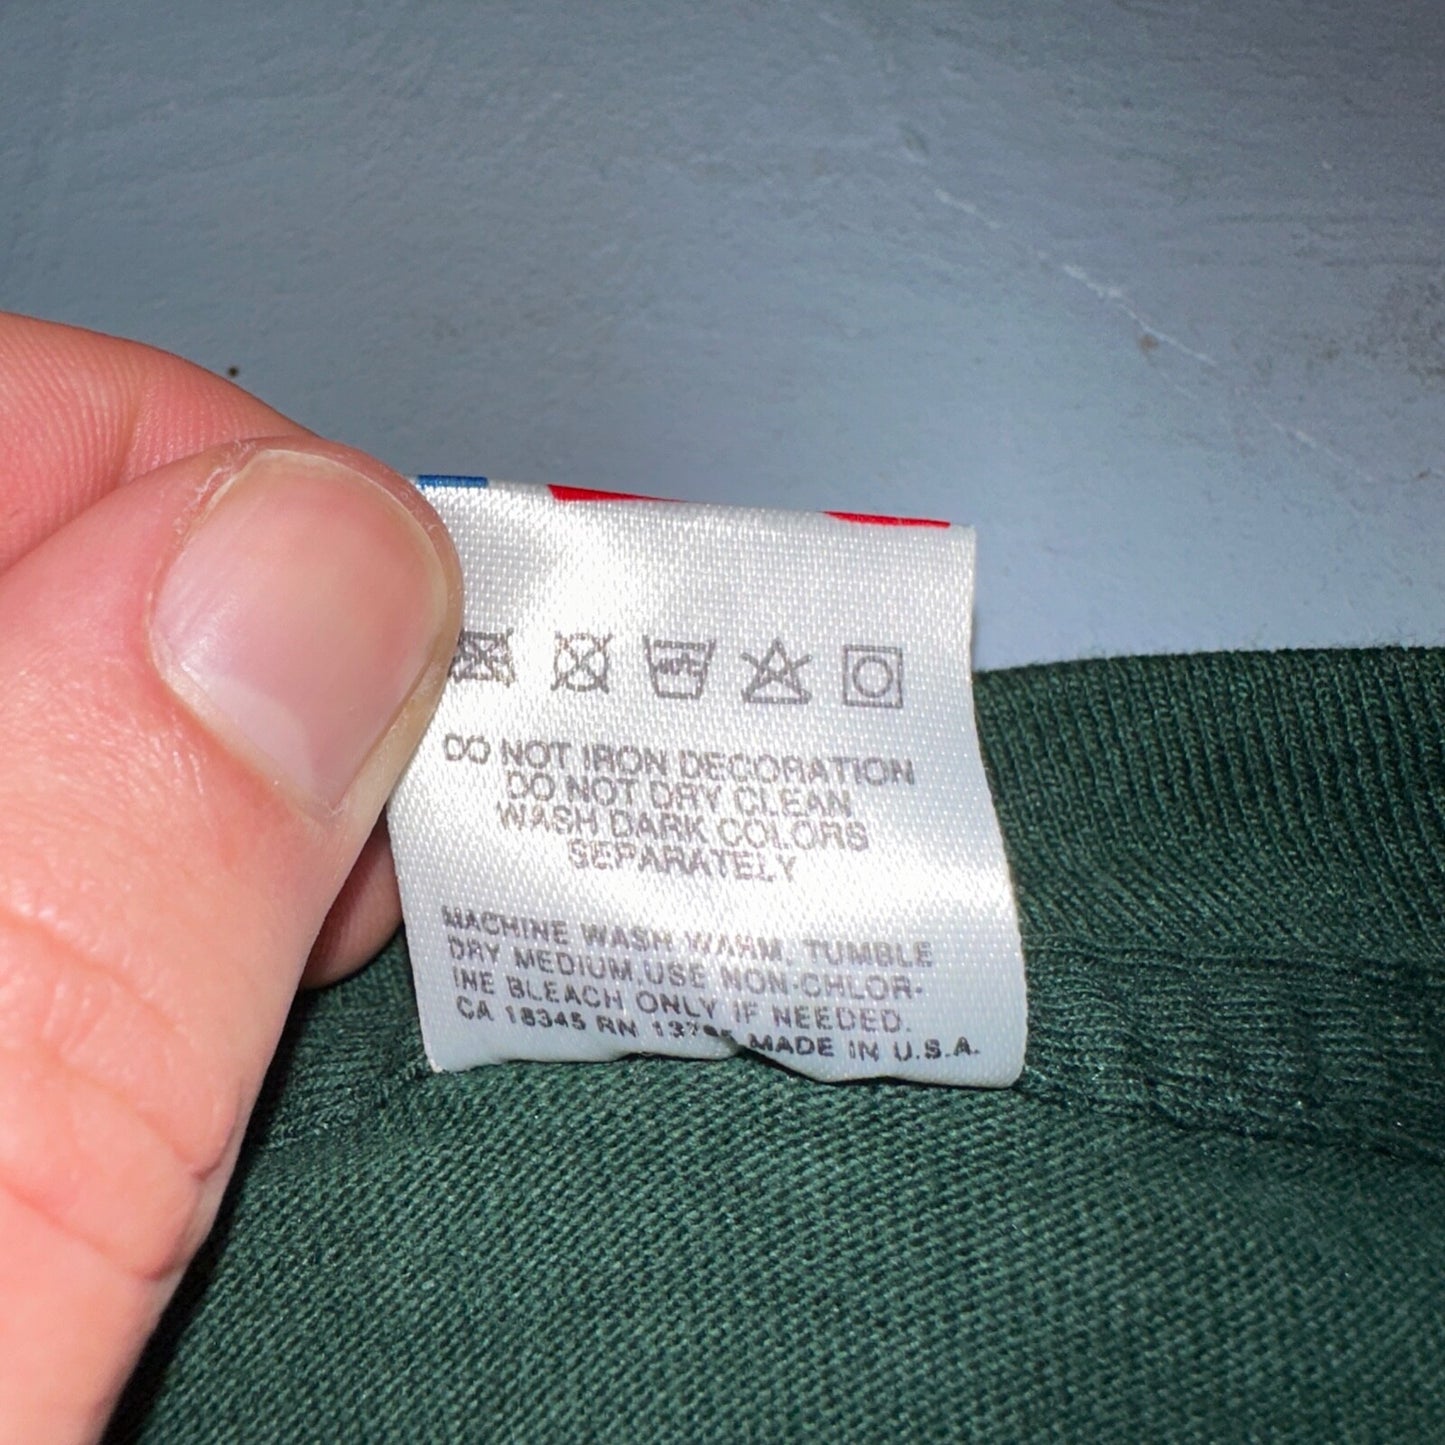 DO NOT IRON DECORATION
DO NOT DRY CLEAN
WASH DARK COLORS
SEPARATELY
MACHINE WASH WARM, TUMBLE
DRY MEDIUM.USE NON-CHLOR-
INE BLEACH ONLY IF NEEDED.
CA 18345 RN MADE IN U.S.A.